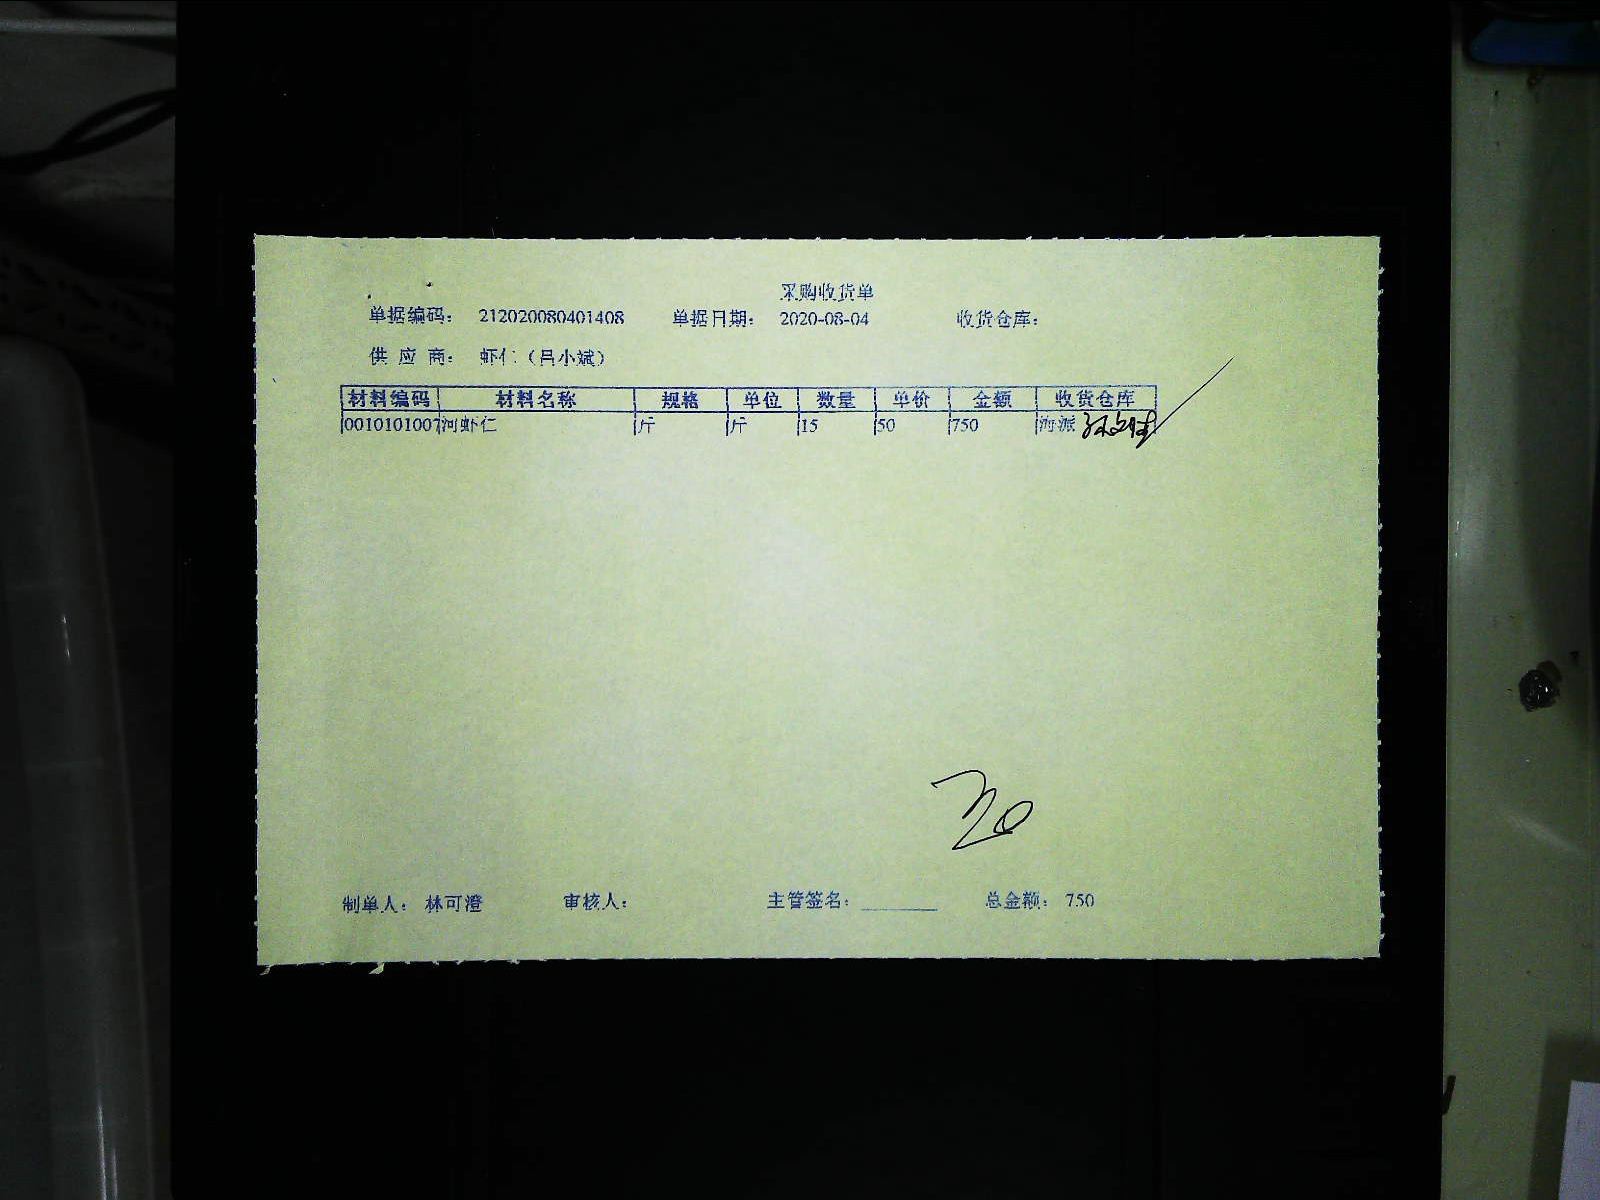 采购收货单
单据编码： 212020080401408 单据日期： 2020-08-04 收货仓库：
供 应 商： 虾仁（吕小斌）
材料编码 材料名称 规格 单位 数量 单价 金额 收货仓库
0010101007 河虾仁 斤 斤 15 50 750 海派
制单人： 林可澄 审核人： 主管签名： ________ 总金额： 750